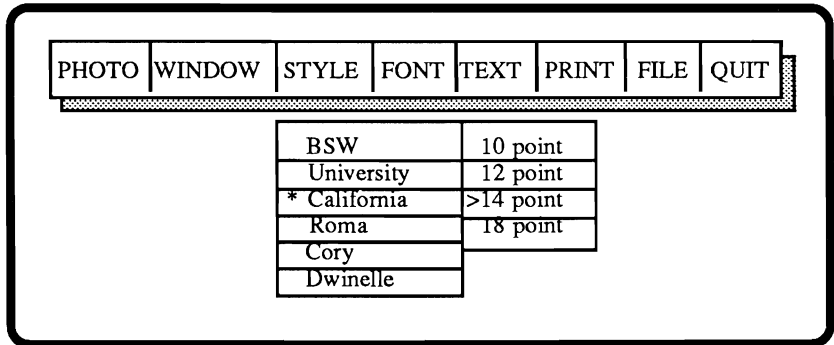 PHOTO WINDOW STYLE FONT TEXT PRINT FILE QUIT
BSW 10 point
University 12 point
* California >14 point
Roma 18 point
Cory
Dwinelle